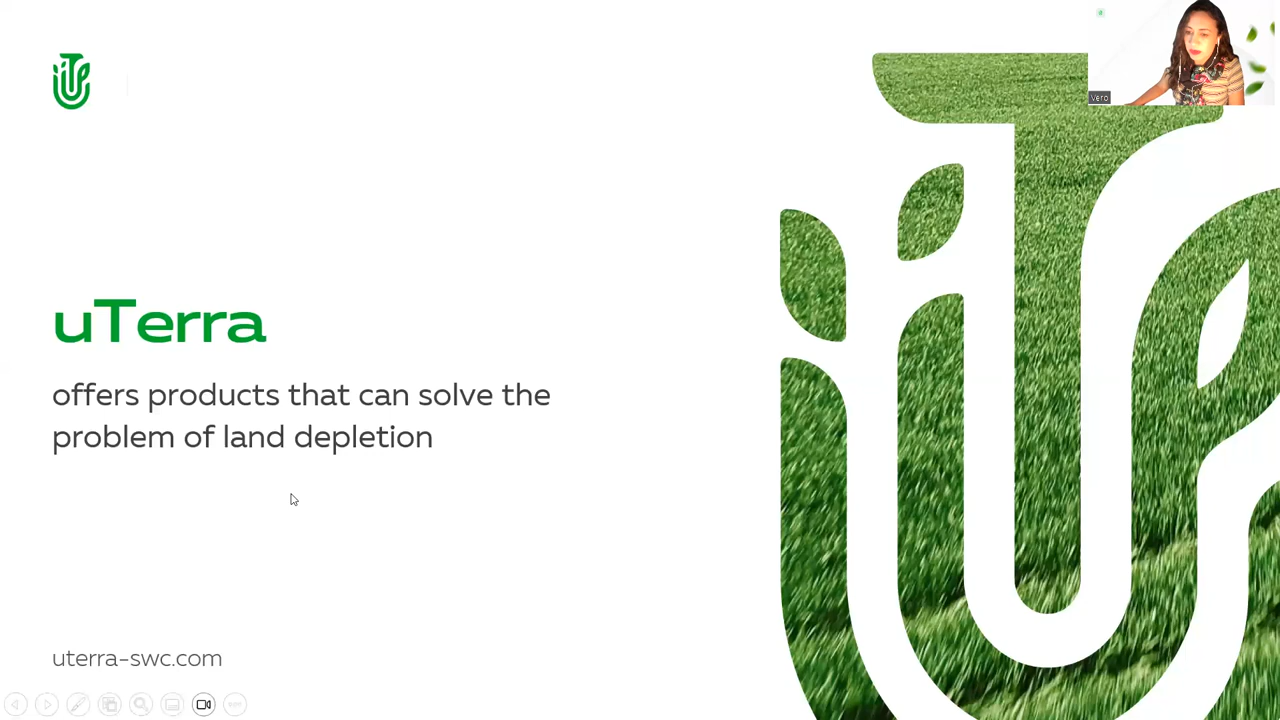 Vero
uTerra
offers products that can solve the
problem of land depletion
uterra-swc.com